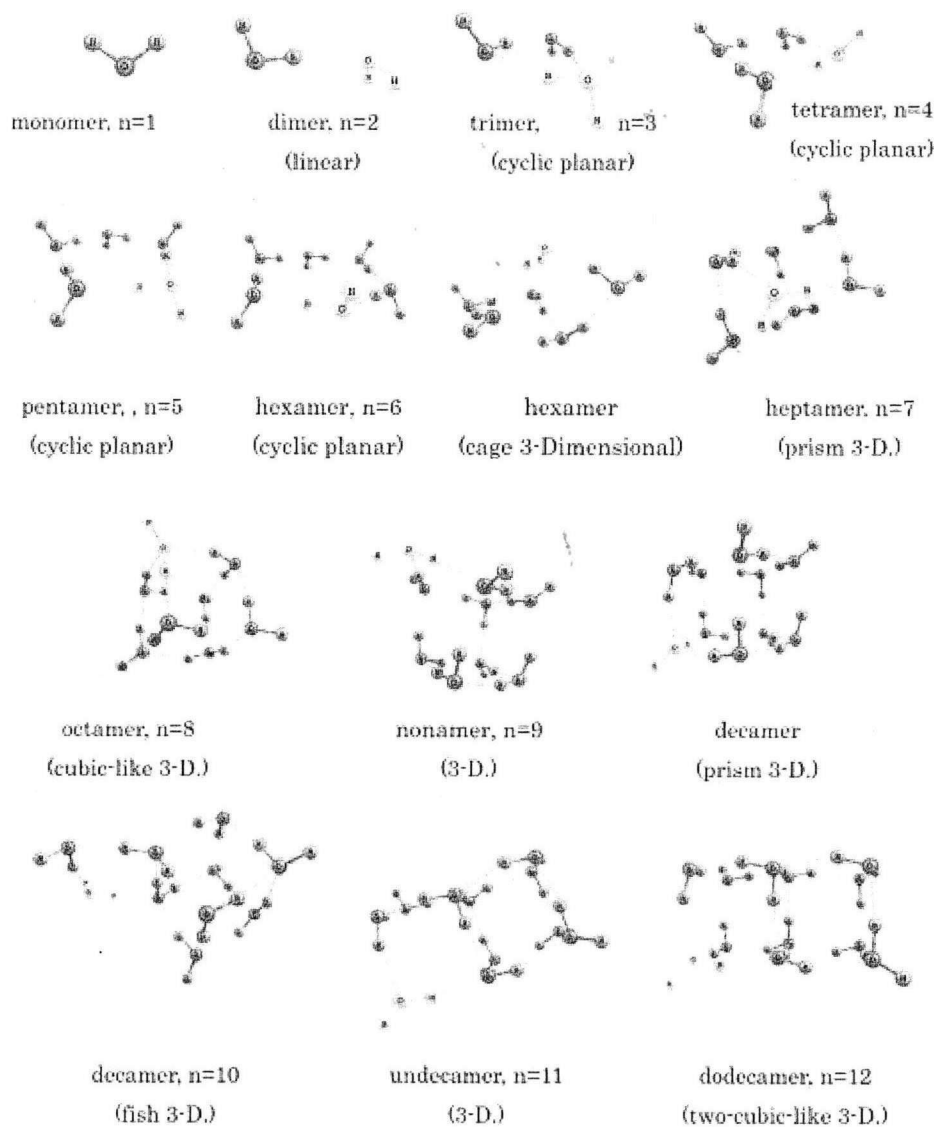 monomer, n=1
dimer, n=2
(linear)
trimer, n=3
(cyclic planar)
tetramer, n=4
(cyclic planar)
pentamer, , n=5
(cyclic planar)
hexamer, n=6
(cyclic planar)
hexamer
(cage 3-Dimensional)
heptamer, n=7
(prism 3-D.)
octamer, n=8
(cubic-like 3-D.)
nonamer, n=9
(3-D.)
decamer
(prism 3-D.)
decamer, n=10
(fish 3-D.)
undecamer, n=11
(3-D.)
dodecamer, n=12
(two-cubic-like 3-D.)